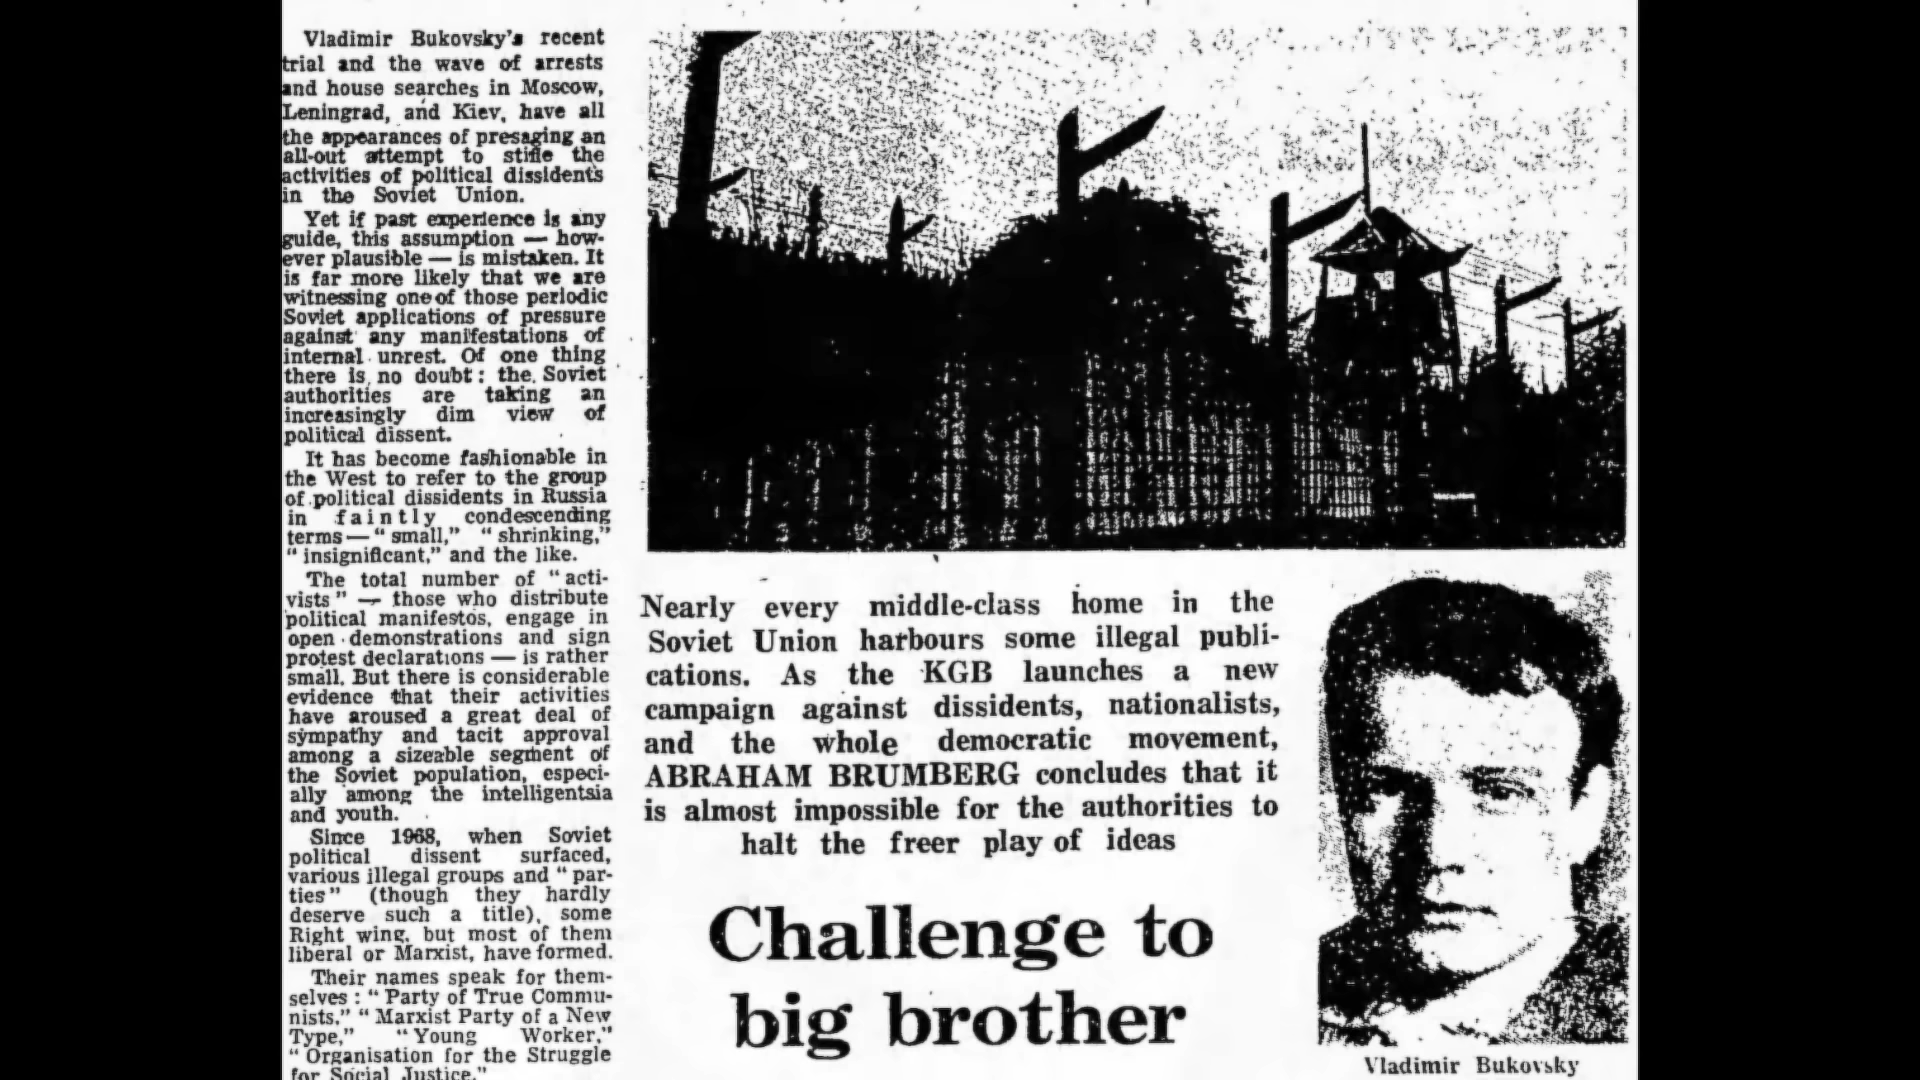 Vladimir Bukovsky's recent
trial and the wave of arrests
and house searches in Moscow,
Leningrad, and Kiev, have all
the appearances of presaging an
all-out attempt to stifle the
activities of political dissidents
in the Soviet Union.
Yet if past experience is any
guide, this assumption — how-
ever plausible — is mistaken. It
is far more likely that we are
witnessing one of those periodic
Soviet applications of pressure
against any manifestations of
internal unrest. Of one thing
there is no doubt: the Soviet
authorities are taking an
increasingly dim view of
political dissent.
It has become fashionable in
the West to refer to the group
of political dissidents in Russia
in faintly condescending
terms — "small," "shrinking,"
"insignificant," and the like.
The total number of "acti-
vists" — those who distribute
political manifestos, engage in
open demonstrations and sign
protest declarations — is rather
small. But there is considerable
evidence that their activities
have aroused a great deal of
sympathy and tacit approval
among a sizeable segment of
the Soviet population, especi-
ally among the intelligentsia
and youth.
Since 1968, when Soviet
political dissent surfaced,
various illegal groups and "par-
ties" (though they hardly
deserve such a title), some
Right wing, but most of them
liberal or Marxist, have formed.
Their names speak for them-
selves: "Party of True Commu-
nists," "Marxist Party of a New
Type," "Young Worker,"
"Organisation for the Struggle
for Social Justice."
Nearly every middle-class home in the
Soviet Union harbours some illegal publi-
cations. As the KGB launches a new
campaign against dissidents, nationalists,
and the whole democratic movement,
ABRAHAM BRUMBERG concludes that it
is almost impossible for the authorities to
halt the freer play of ideas
Challenge to
big brother
Vladimir Bukovsky